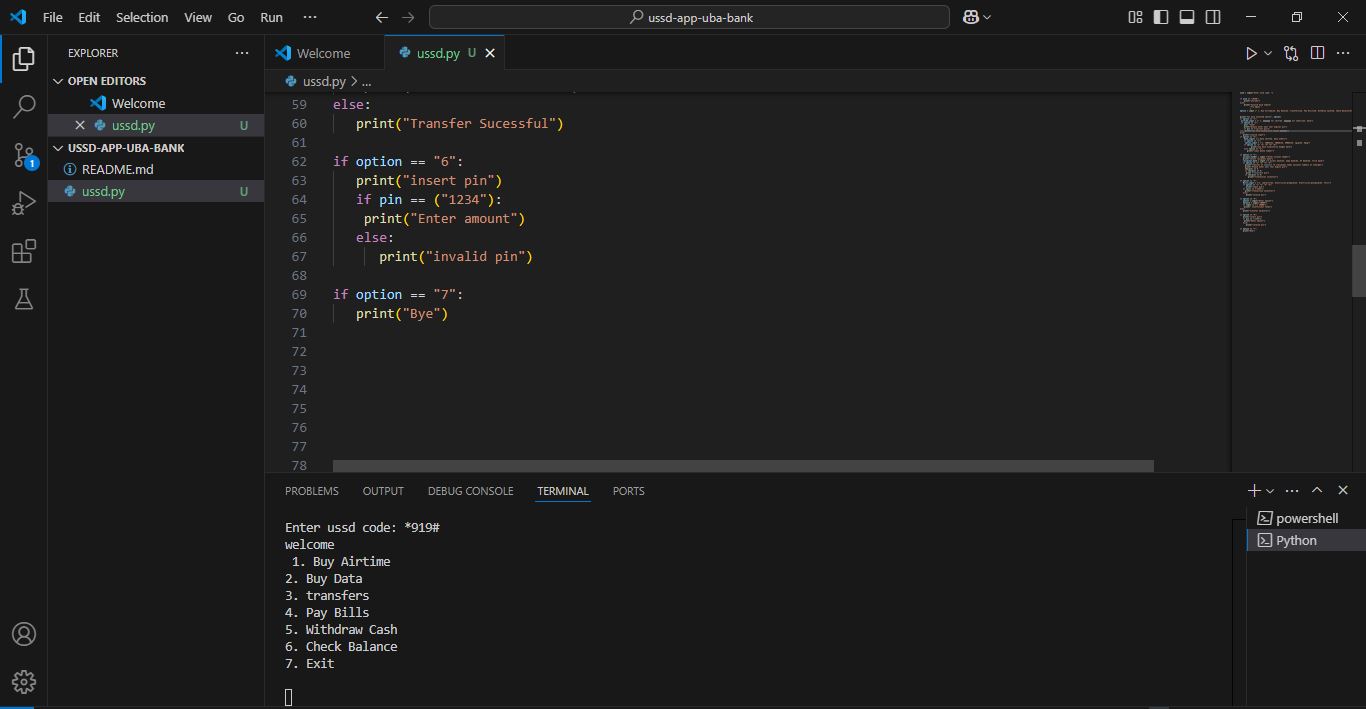 File Edit Selection View Go Run ···
ussd-app-uba-bank
EXPLORER ···
OPEN EDITORS
Welcome
ussd.py U
USSD-APP-UBA-BANK
README.md
ussd.py U
1
Welcome
ussd.py U
ussd.py > ...
59 else:
60 print("Transfer Sucessful")
61
62 if option == "6":
63 print("insert pin")
64 if pin == ("1234"):
65 print("Enter amount")
66 else:
67 print("invalid pin")
68
69 if option == "7":
70 print("Bye")
71
72
73
74
75
76
77
78
PROBLEMS OUTPUT DEBUG CONSOLE TERMINAL PORTS
Enter ussd code: *919#
welcome
1. Buy Airtime
2. Buy Data
3. transfers
4. Pay Bills
5. Withdraw Cash
6. Check Balance
7. Exit
powershell
Python